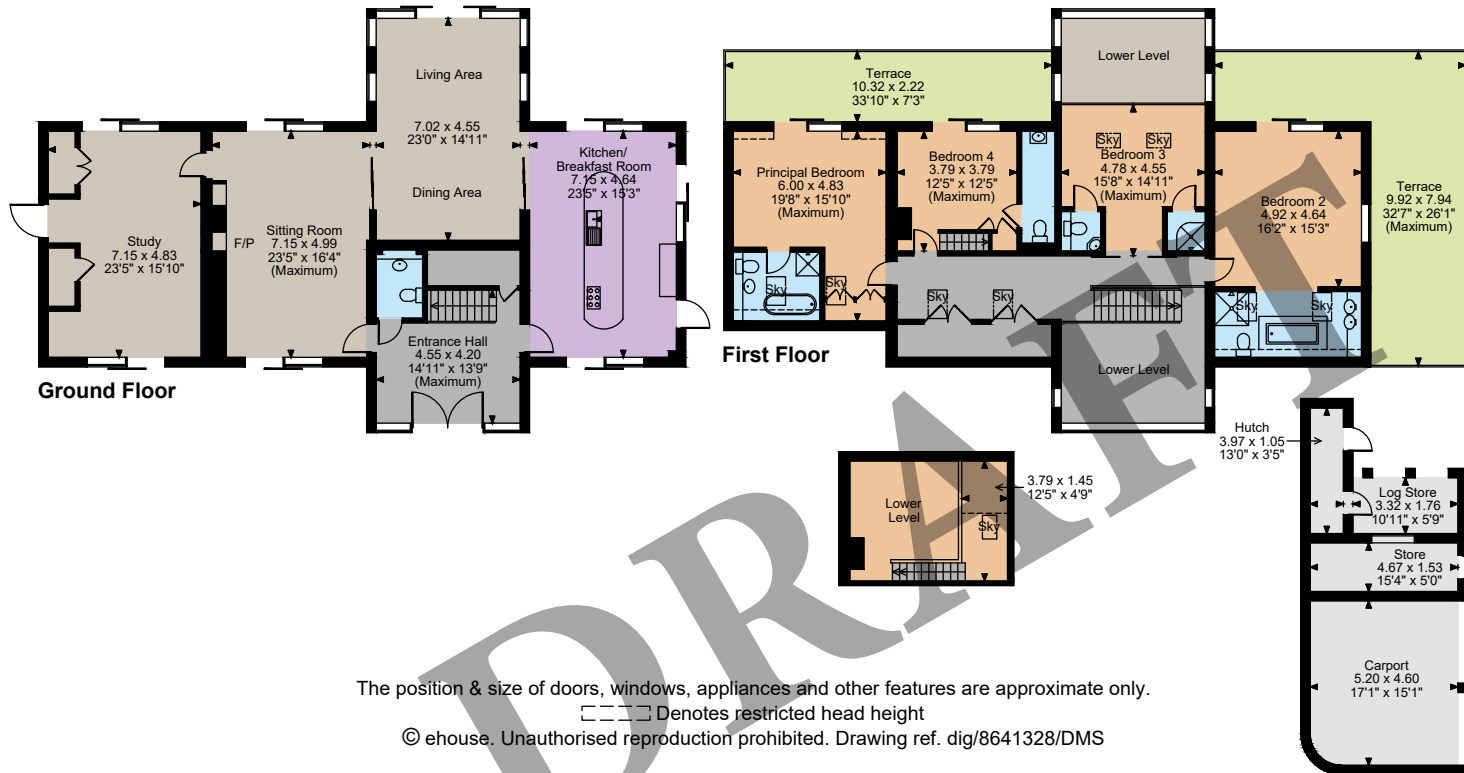 Living Area
7.02 x 4.55
23'0" x 14'11"
Dining Area
Kitchen/
Breakfast Room
7.15 x 4.64
23'5" x 15'3"
Study
7.15 x 4.83
23'5" x 15'10"
F/P
Sitting Room
7.15 x 4.99
23'5" x 16'4"
(Maximum)
Entrance Hall
4.55 x 4.20
14'11" x 13'9"
(Maximum)
Ground Floor
Terrace
10.32 x 2.22
33'10" x 7'3"
Lower Level
Principal Bedroom
6.00 x 4.83
19'8" x 15'10"
(Maximum)
Bedroom 4
3.79 x 3.79
12'5" x 12'5"
(Maximum)
Sky
Sky
Bedroom 3
4.78 x 4.55
15'8" x 14'11"
(Maximum)
Bedroom 2
4.92 x 4.64
16'2" x 15'3"
Terrace
9.92 x 7.94
32'7" x 26'1"
(Maximum)
Sky
Sky
Sky
Sky
Sky
Sky
Lower Level
First Floor
Lower
Level
3.79 x 1.45
12'5" x 4'9"
Sky
Hutch
3.97 x 1.05
13'0" x 3'5"
Log Store
3.32 x 1.76
10'11" x 5'9"
Store
4.67 x 1.53
15'4" x 5'0"
Carport
5.20 x 4.60
17'1" x 15'1"
DRAFT
The position & size of doors, windows, appliances and other features are approximate only.
Denotes restricted head height
© ehouse. Unauthorised reproduction prohibited. Drawing ref. dig/8641328/DMS